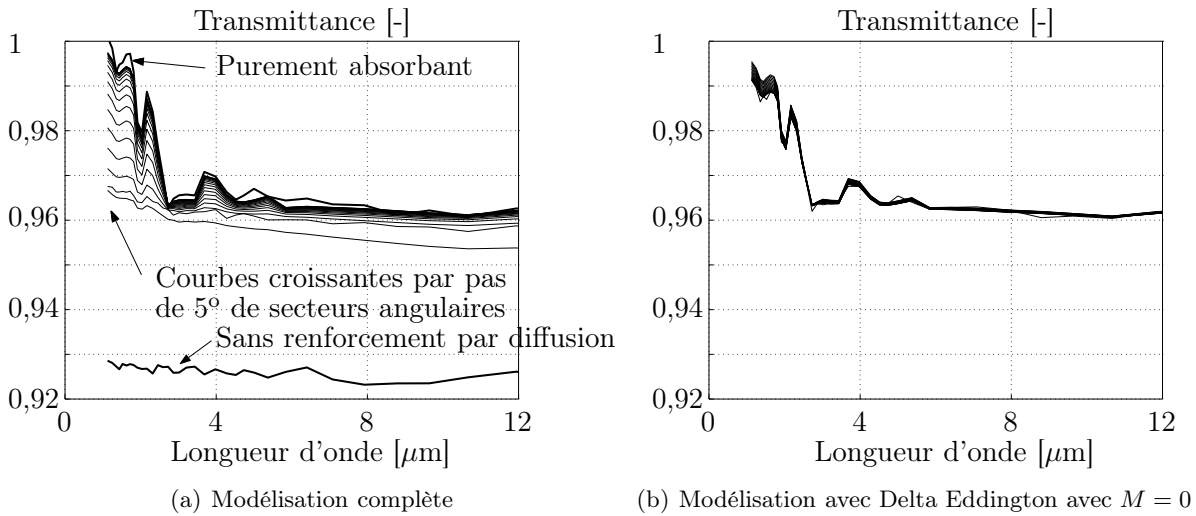 Transmittance [-]
1
0,98
0,96
0,94
0,92
Purement absorbant
Courbes croissantes par pas
de 5º de secteurs angulaires
Sans renforcement par diffusion
0
4
8
12
Longueur d'onde [μm]
(a) Modélisation complète
Transmittance [-]
1
0,98
0,96
0,94
0,92
0
4
8
12
Longueur d'onde [μm]
(b) Modélisation avec Delta Eddington avec M = 0